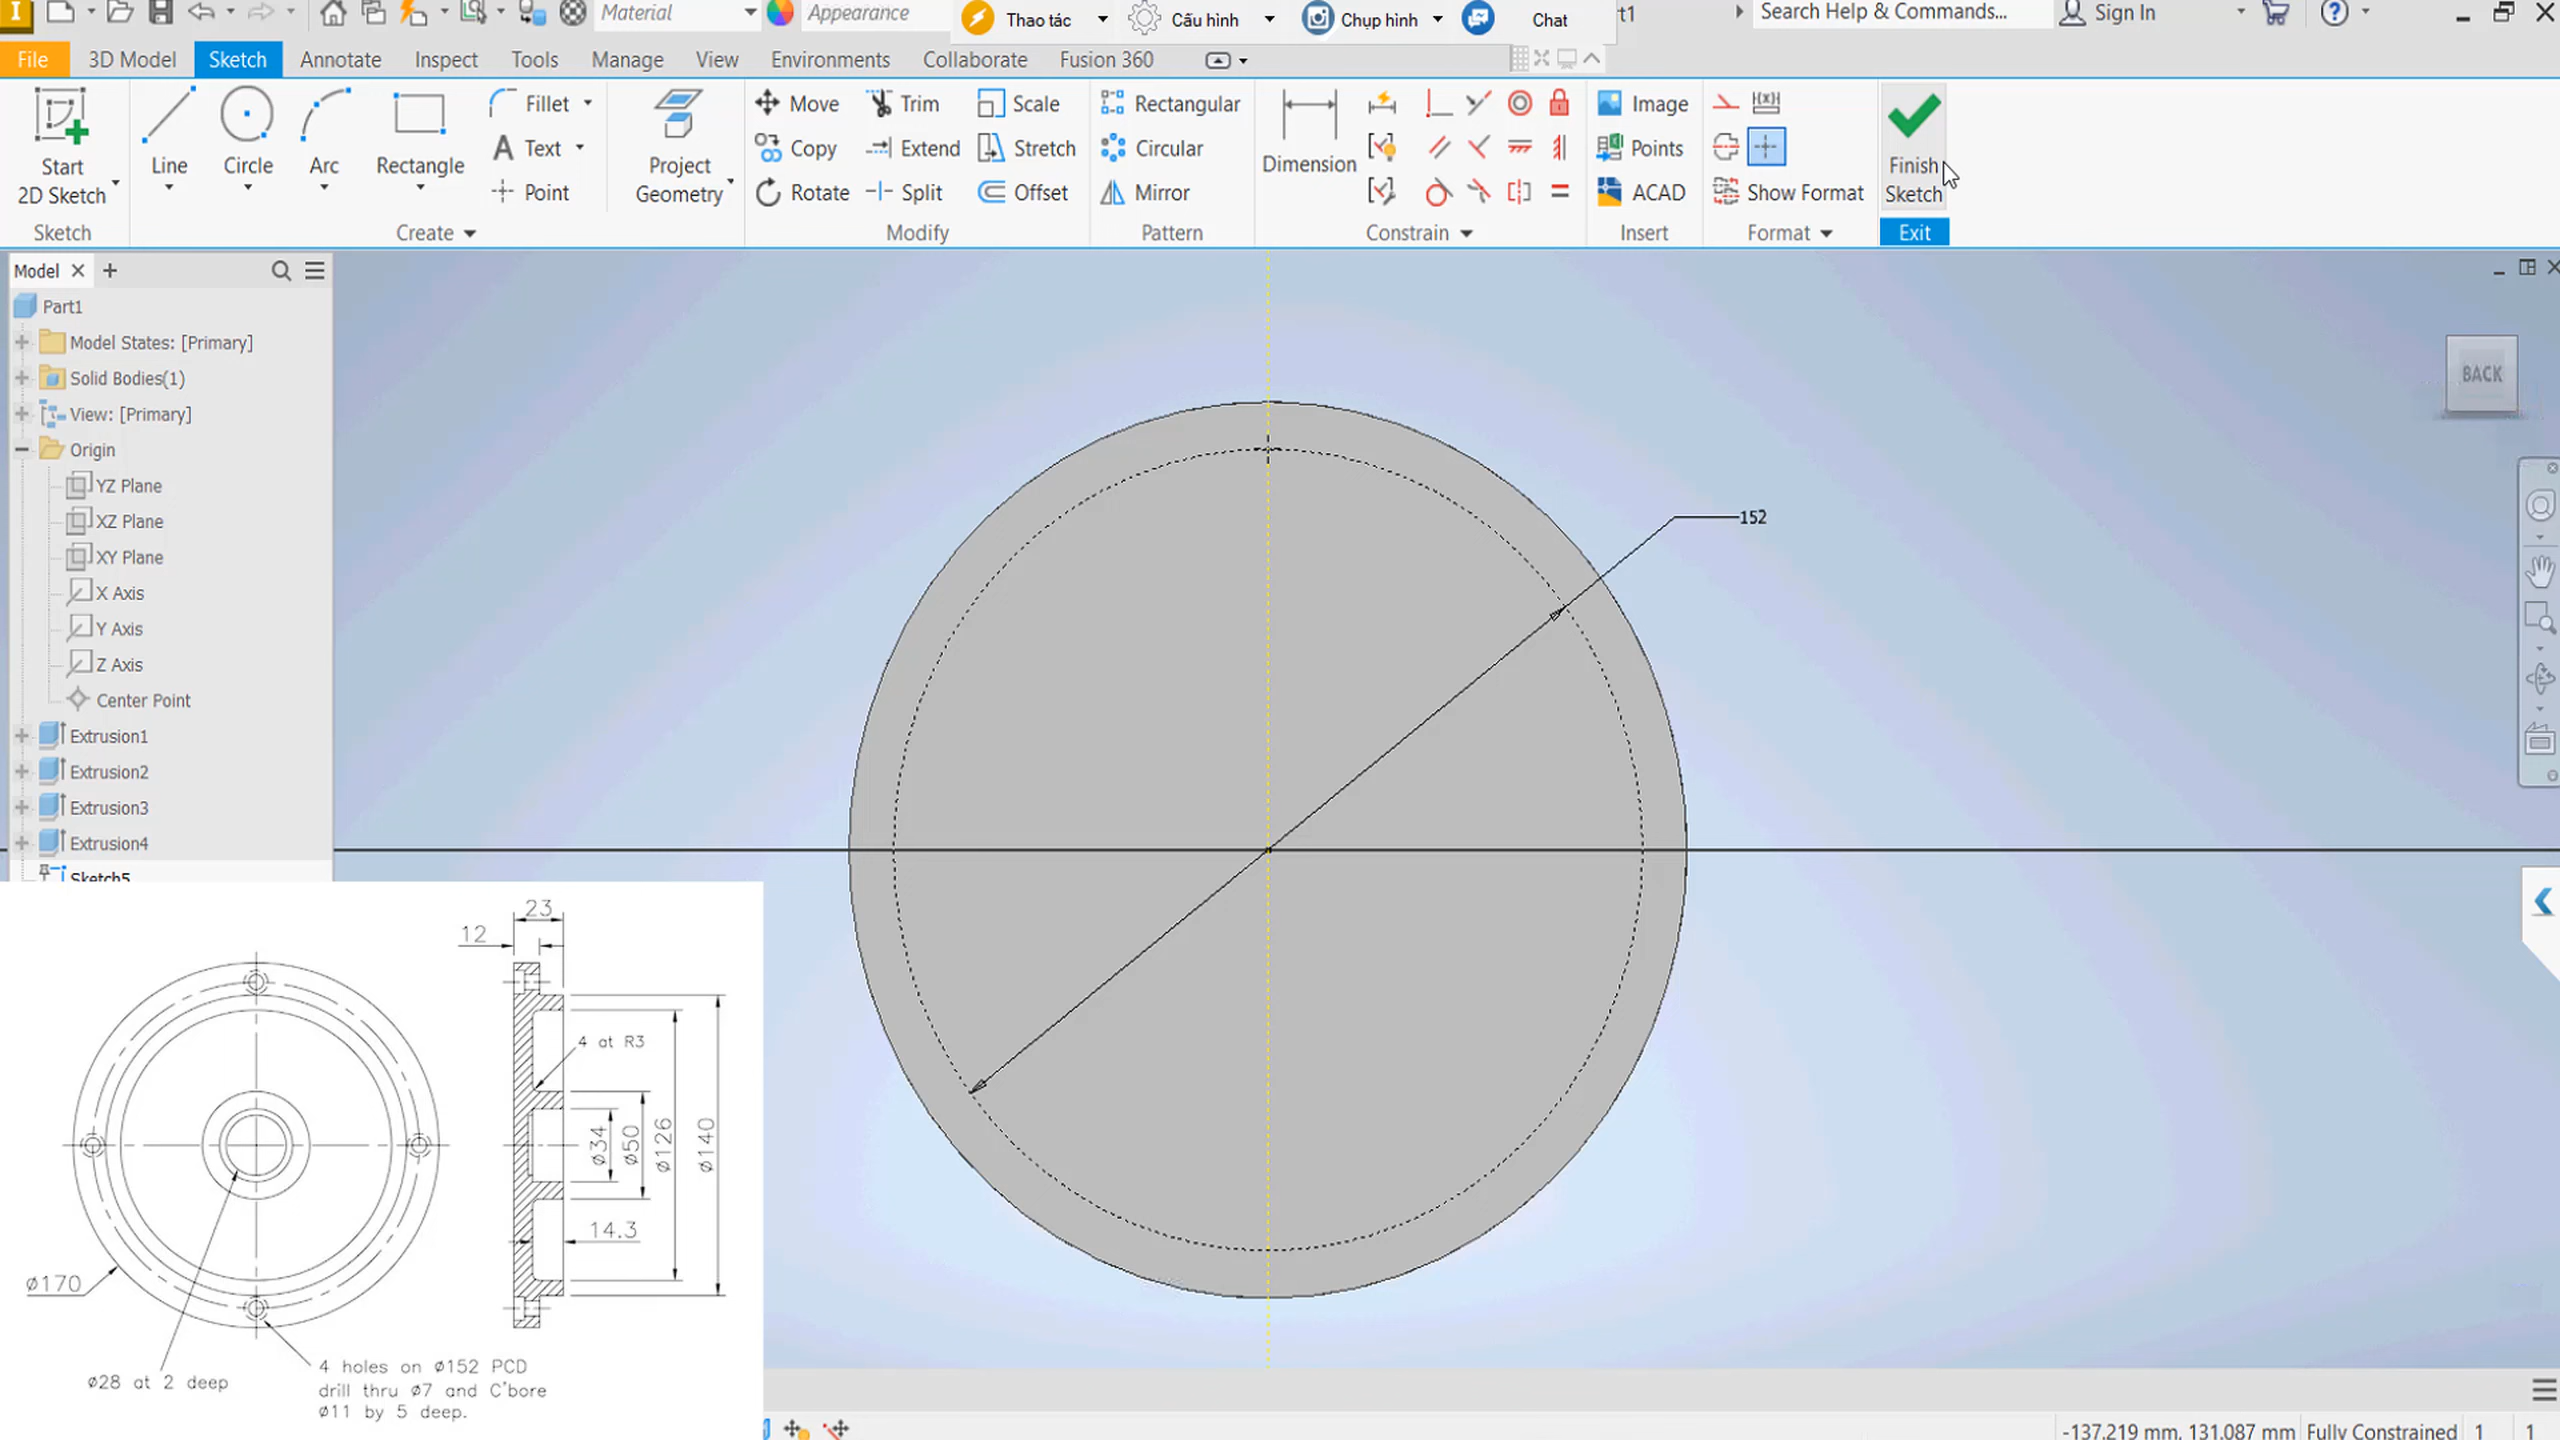 I
Material
Appearance
Thao tác
Cấu hình
Chụp hình
Chat
rt1
Search Help & Commands...
Sign In
File
3D Model
Sketch
Annotate
Inspect
Tools
Manage
View
Environments
Collaborate
Fusion 360
Start
2D Sketch
Line
Circle
Arc
Rectangle
Fillet
Text
Point
Project
Geometry
Move
Copy
Rotate
Trim
Extend
Split
Scale
Stretch
Offset
Rectangular
Circular
Mirror
Dimension
Image
Points
ACAD
Show Format
Finish
Sketch
Sketch
Create
Modify
Pattern
Constrain
Insert
Format
Exit
Model
Part1
Model States: [Primary]
Solid Bodies(1)
View: [Primary]
Origin
YZ Plane
XZ Plane
XY Plane
X Axis
Y Axis
Z Axis
Center Point
Extrusion1
Extrusion2
Extrusion3
Extrusion4
Sketch5
BACK
152
23
12
4 at R3
ø34
ø50
ø126
ø140
14.3
ø170
ø28 at 2 deep
4 holes on ø152 PCD
drill thru ø7 and C'bore
ø11 by 5 deep.
-137.219 mm, 131.087 mm
Fully Constrained
1
1